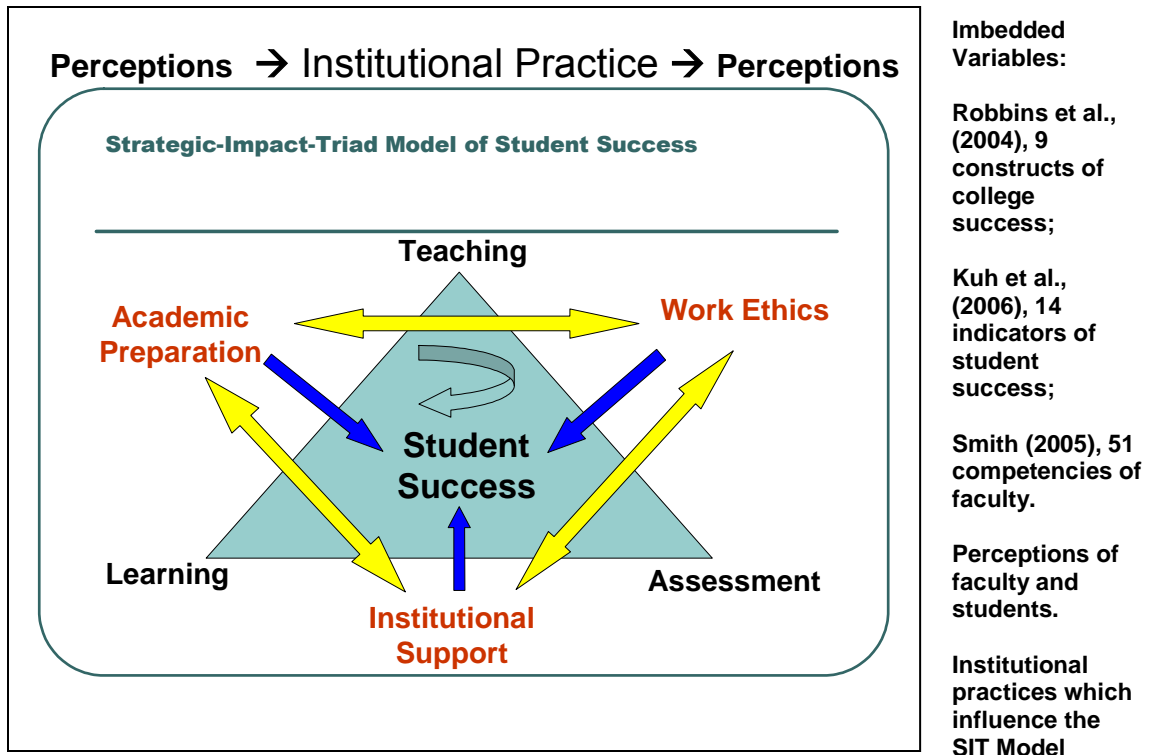 Perceptions → Institutional Practice → Perceptions
Strategic-Impact-Triad Model of Student Success
Teaching
Academic
Preparation
Work Ethics
Student
Success
Learning
Assessment
Institutional
Support
Imbedded
Variables:
Robbins et al.,
(2004), 9
constructs of
college
success;
Kuh et al.,
(2006), 14
indicators of
student
success;
Smith (2005), 51
competencies of
faculty.
Perceptions of
faculty and
students.
Institutional
practices which
influence the
SIT Model